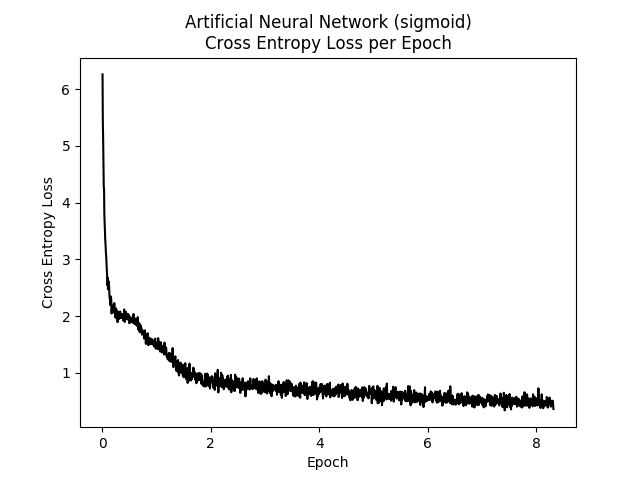 Artificial Neural Network (sigmoid)
Cross Entropy Loss per Epoch
6
5
4
3
2
1
Cross Entropy Loss
0 2 4 6 8
Epoch